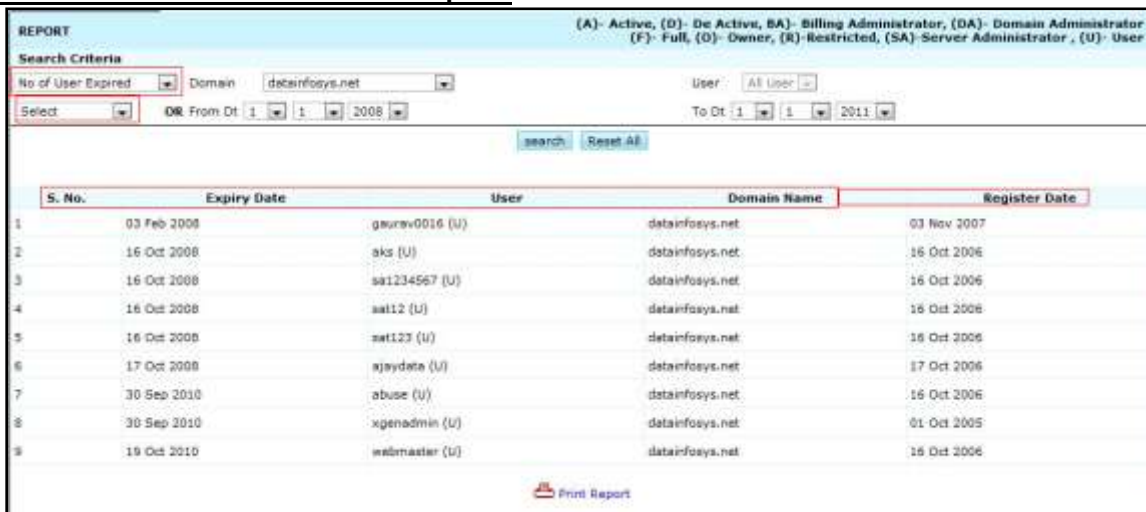 REPORT
(A)- Active, (D)- De Active, BA)- Billing Administrator, (DA)- Domain Administrator
(F)- Full, (O)- Owner, (R)-Restricted, (SA)-Server Administrator , (U)- User
Search Criteria
No of User Expired Domain datainfosys.net User All User
Select OR From Dt 1 1 2008 To Dt 1 1 2011
search Reset All
S. No. Expiry Date User Domain Name Register Date
1 03 Feb 2008 gaurav0016 (U) datainfosys.net 03 Nov 2007
2 16 Oct 2008 aks (U) datainfosys.net 16 Oct 2006
3 16 Oct 2008 sa1234567 (U) datainfosys.net 16 Oct 2006
4 16 Oct 2008 sat12 (U) datainfosys.net 16 Oct 2006
5 16 Oct 2008 sat123 (U) datainfosys.net 16 Oct 2006
6 17 Oct 2008 ajaydata (U) datainfosys.net 17 Oct 2006
7 30 Sep 2010 abuse (U) datainfosys.net 16 Oct 2006
8 30 Sep 2010 xgenadmin (U) datainfosys.net 01 Oct 2005
9 19 Oct 2010 webmaster (U) datainfosys.net 16 Oct 2006
Print Report